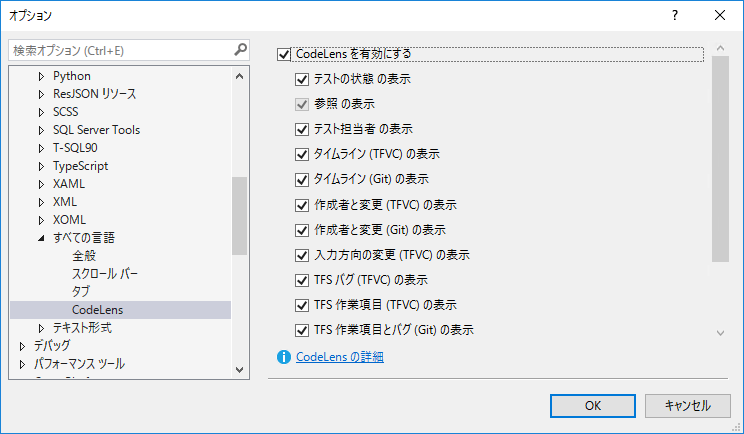 オプション
検索オプション (Ctrl+E)
Python
ResJSON リソース
SCSS
SQL Server Tools
T-SQL90
TypeScript
XAML
XML
XOML
すべての言語
全般
スクロール バー
タブ
CodeLens
テキスト形式
デバッグ
パフォーマンス ツール
CodeLens を有効にする
テストの状態 の表示
参照 の表示
テスト担当者 の表示
タイムライン (TFVC) の表示
タイムライン (Git) の表示
作成者と変更 (TFVC) の表示
作成者と変更 (Git) の表示
入力方向の変更 (TFVC) の表示
TFS バグ (TFVC) の表示
TFS 作業項目 (TFVC) の表示
TFS 作業項目とバグ (Git) の表示
CodeLens の詳細
OK
キャンセル